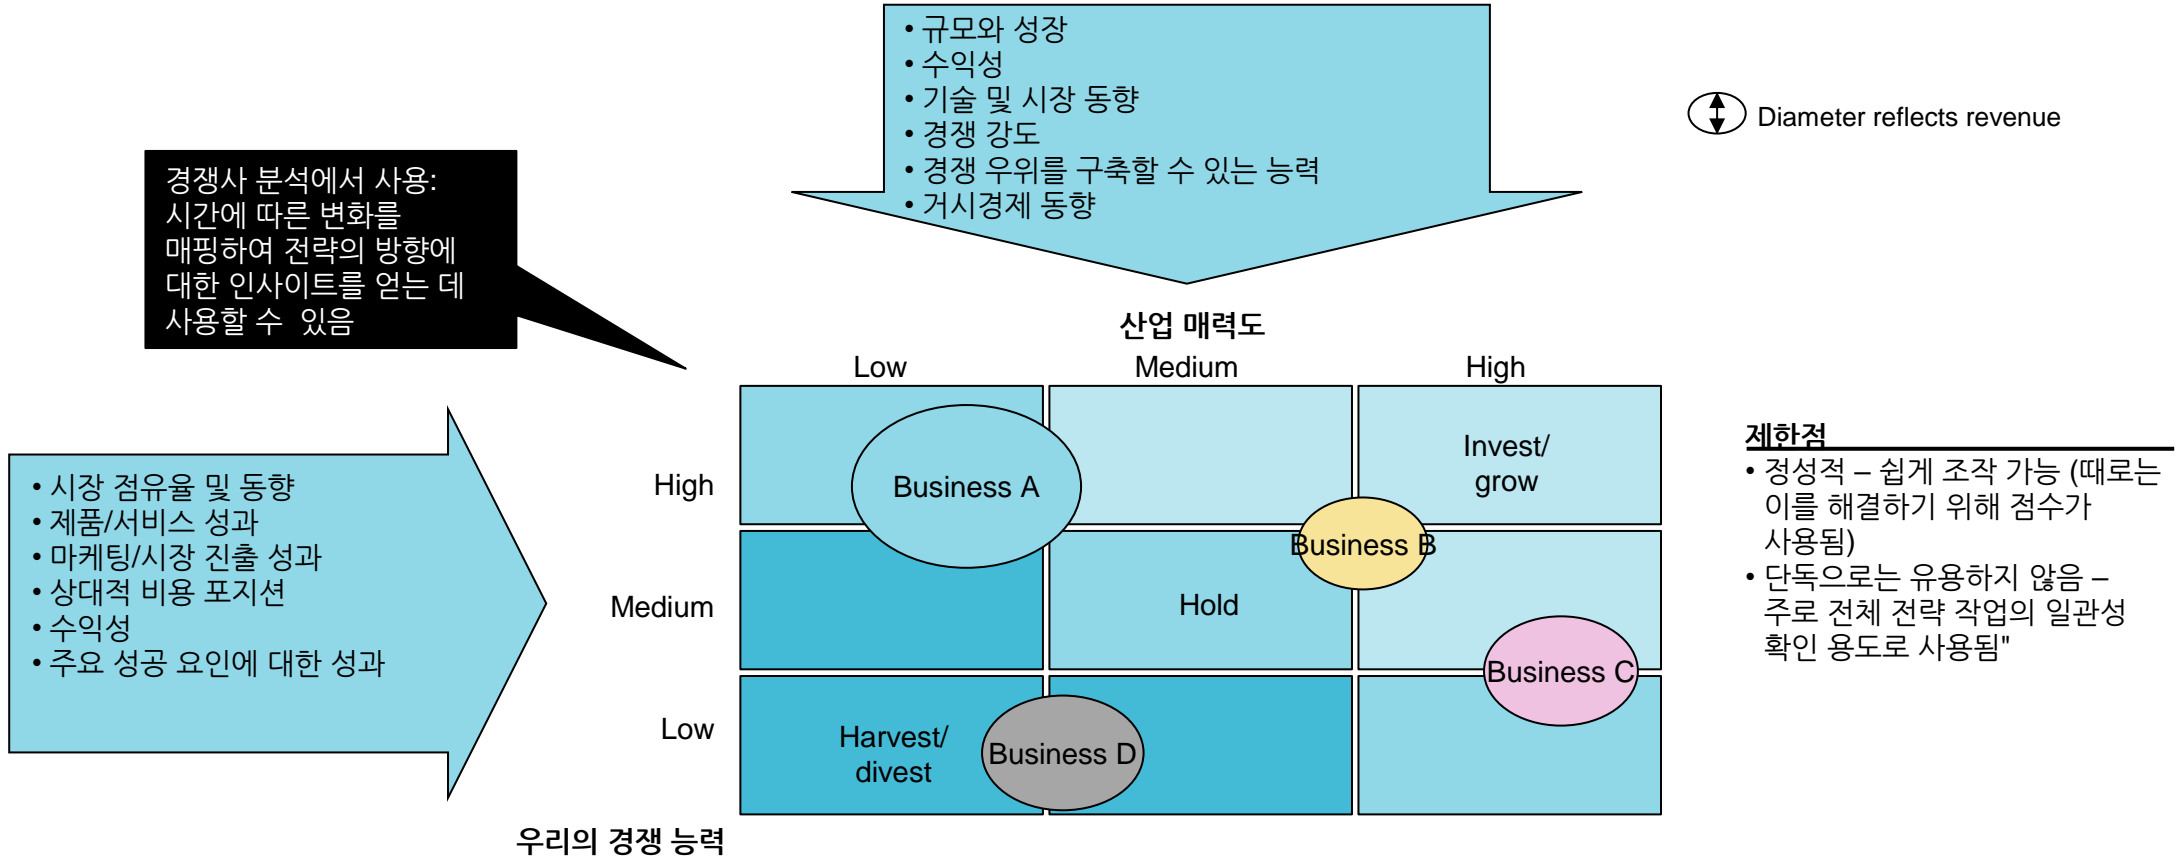 • 규모와 성장
• 수익성
• 기술 및 시장 동향
• 경쟁 강도
• 경쟁 우위를 구축할 수 있는 능력
• 거시경제 동향
Diameter reflects revenue
경쟁사 분석에서 사용:
시간에 따른 변화를
매핑하여 전략의 방향에
대한 인사이트를 얻는 데
사용할 수 있음
산업 매력도
Low
Medium
High
• 시장 점유율 및 동향
• 제품/서비스 성과
• 마케팅/시장 진출 성과
• 상대적 비용 포지션
• 수익성
• 주요 성공 요인에 대한 성과
High
Medium
Low
Business A
Invest/
grow
Business B
Hold
Business C
Harvest/
divest
Business D
우리의 경쟁 능력
제한점
• 정성적 – 쉽게 조작 가능 (때로는
이를 해결하기 위해 점수가
사용됨)
• 단독으로는 유용하지 않음 –
주로 전체 전략 작업의 일관성
확인 용도로 사용됨"